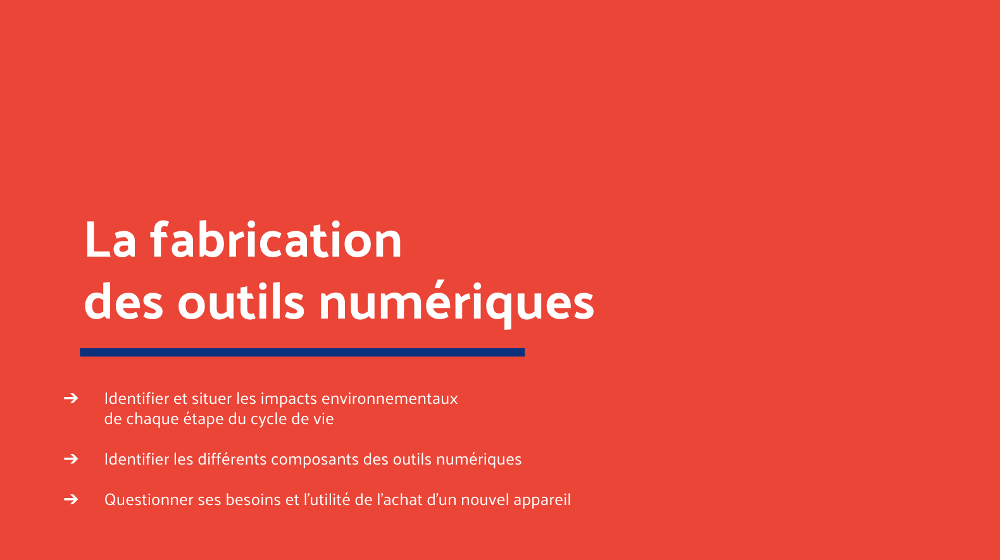 La fabrication
des outils numériques
➔ Identifier et situer les impacts environnementaux
de chaque étape du cycle de vie
➔ Identifier les différents composants des outils numériques
➔ Questionner ses besoins et l’utilité de l’achat d’un nouvel appareil